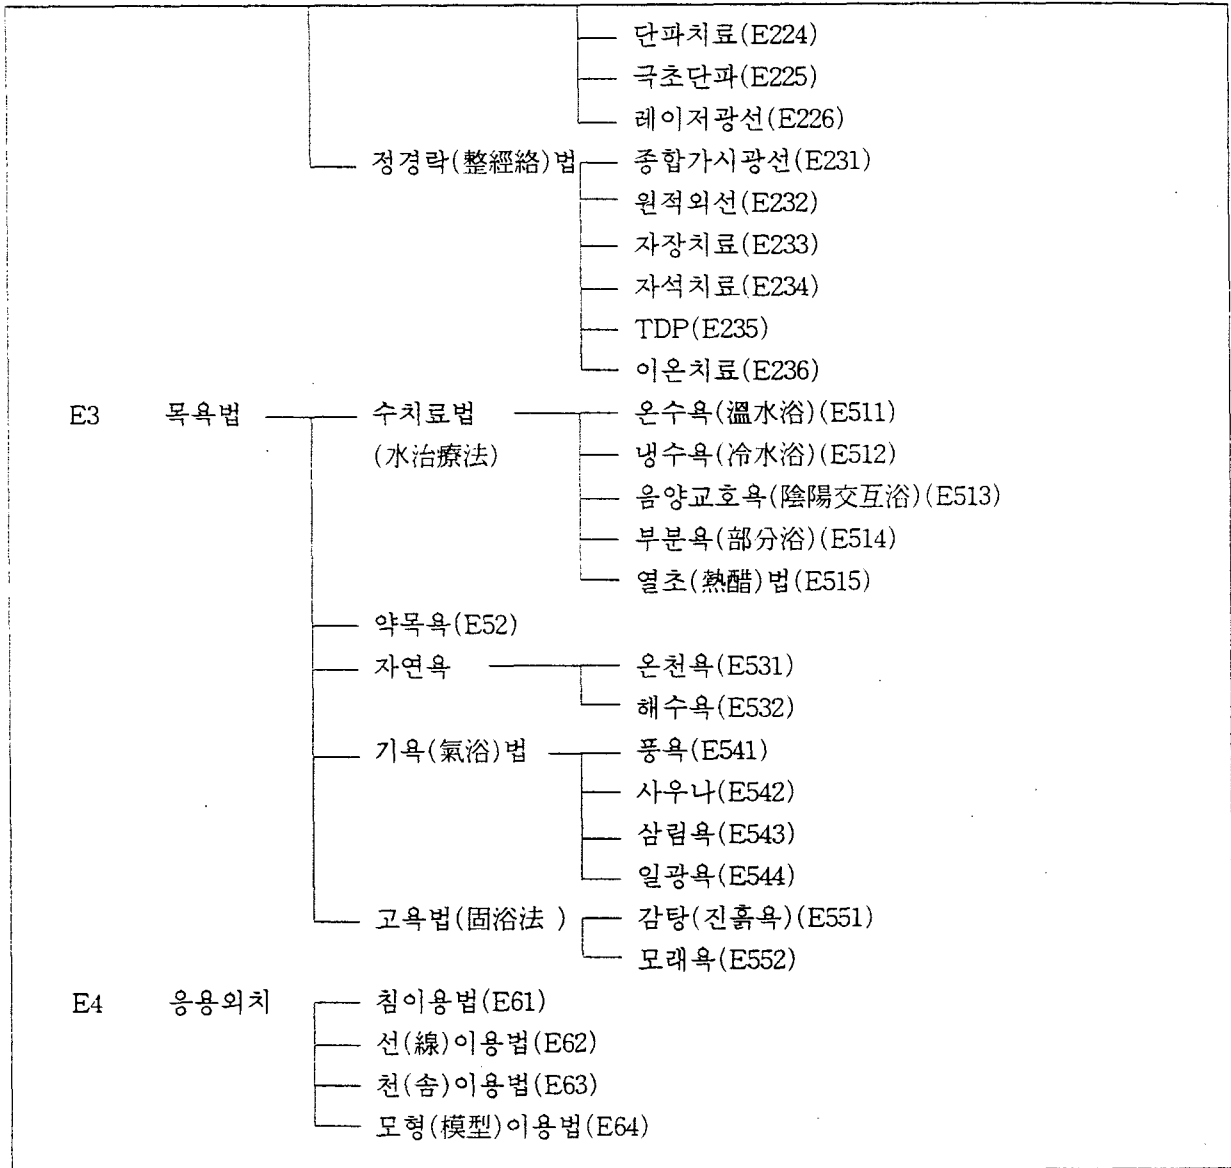 단파치료(E224)
극초단파(E225)
레이저광선(E226)
정경락(整經絡)법 종합가시광선(E231)
원적외선(E232)
자장치료(E233)
자석치료(E234)
TDP(E235)
이온치료(E236)
E3 목욕법 수치료법 온수욕(溫水浴)(E511)
(水治療法) 냉수욕(冷水浴)(E512)
음양교호욕(陰陽交互浴)(E513)
부분욕(部分浴)(E514)
열초(熱醋)법(E515)
약목욕(E52)
자연욕 온천욕(E531)
해수욕(E532)
기욕(氣浴)법 풍욕(E541)
사우나(E542)
삼림욕(E543)
일광욕(E544)
고욕법(固浴法 ) 감탕(진흙욕)(E551)
모래욕(E552)
E4 응용외치 침이용법(E61)
선(線)이용법(E62)
천(솜)이용법(E63)
모형(模型)이용법(E64)